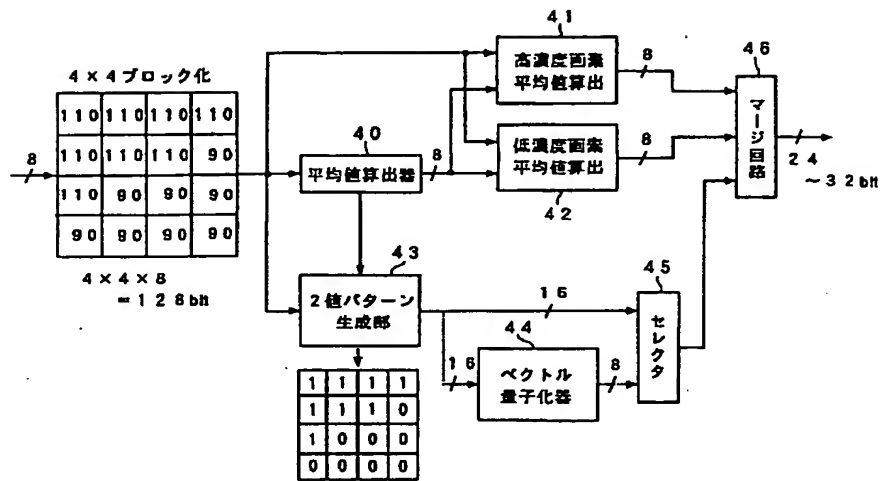 4×4ブロック化
8
110 110 110 110
110 110 110 90
110 90 90 90
90 90 90 90
4×4×8
=128bit
40
平均値算出器
8
41
高濃度画素
平均値算出
8
低濃度画素
平均値算出
42
8
46
マージ回路
24
~32bit
43
2値パターン
生成部
1 1 1 1
1 1 1 0
1 0 0 0
0 0 0 0
16
16
44
ベクトル
量子化器
8
45
セレクタ